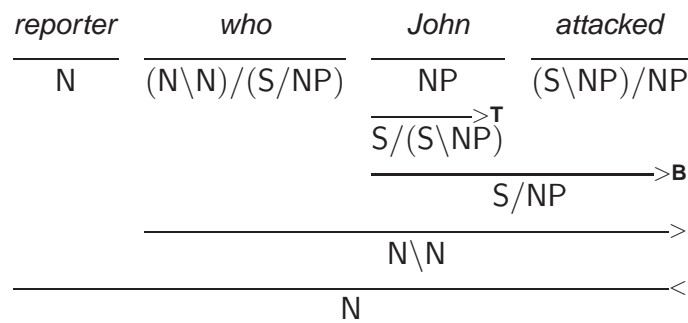 reporter who John attacked
N (N\N)/(S/NP) NP (S\NP)/NP
>T
S/(S\NP)
>B
S/NP
>
N\N
<
N